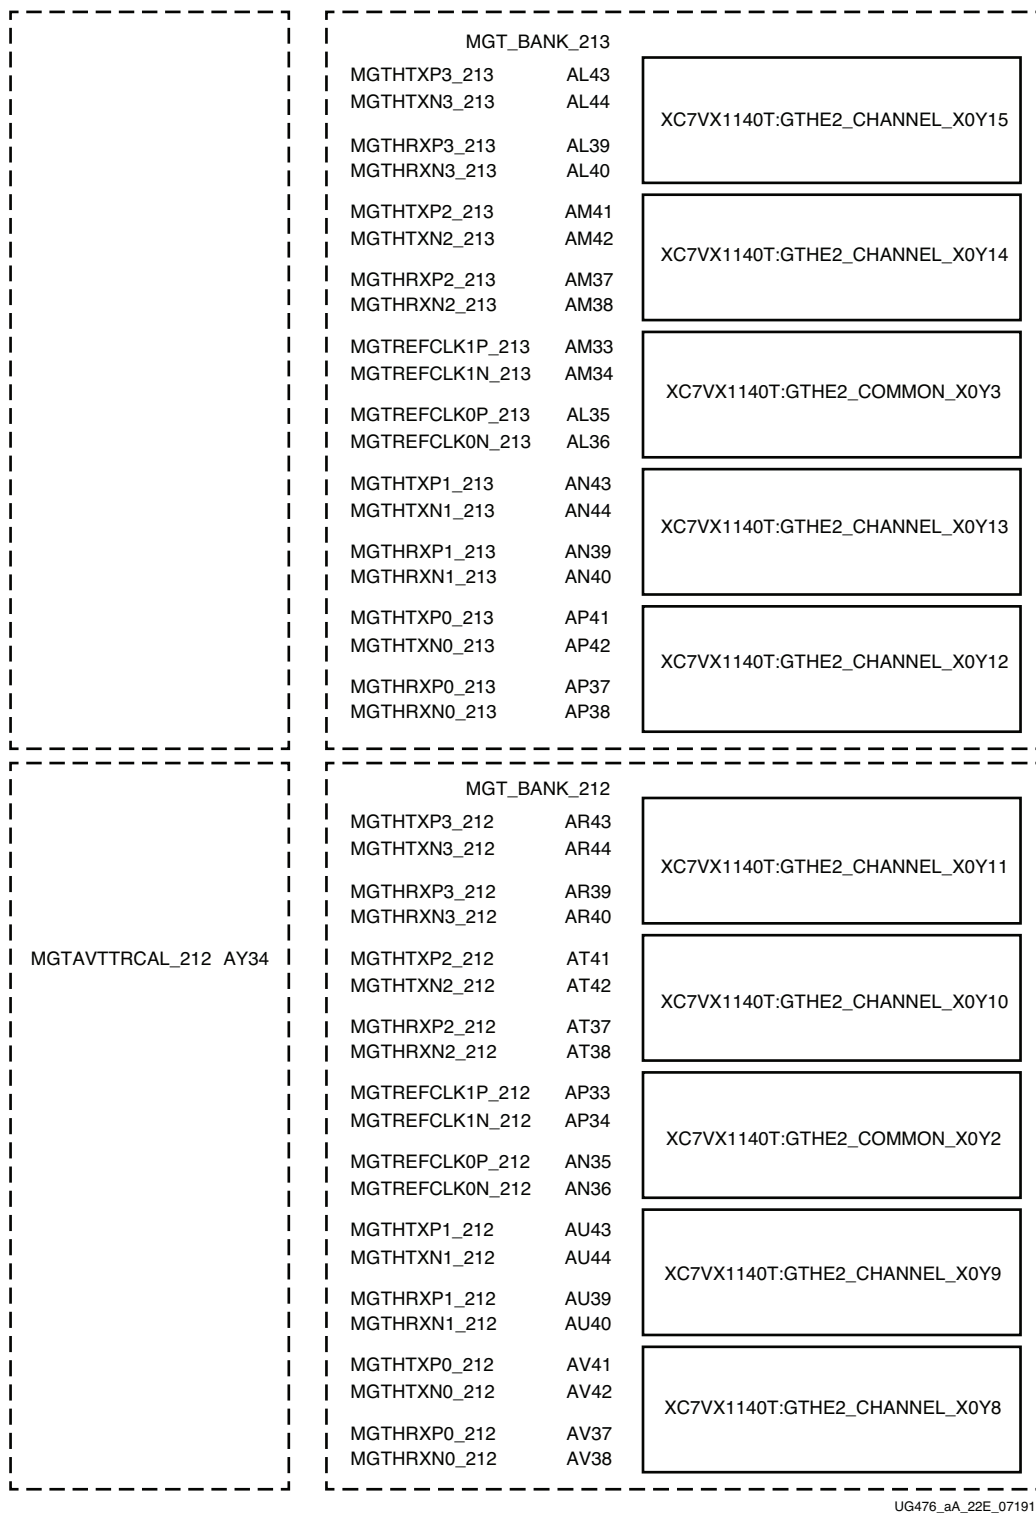 MGT_BANK_213
MGTHTXP3_213 AL43
MGTHTXN3_213 AL44
XC7VX1140T:GTHE2_CHANNEL_X0Y15
MGTHRXP3_213 AL39
MGTHRXN3_213 AL40
MGTHTXP2_213 AM41
MGTHTXN2_213 AM42
XC7VX1140T:GTHE2_CHANNEL_X0Y14
MGTHRXP2_213 AM37
MGTHRXN2_213 AM38
MGTREFCLK1P_213 AM33
MGTREFCLK1N_213 AM34
XC7VX1140T:GTHE2_COMMON_X0Y3
MGTREFCLK0P_213 AL35
MGTREFCLK0N_213 AL36
MGTHTXP1_213 AN43
MGTHTXN1_213 AN44
XC7VX1140T:GTHE2_CHANNEL_X0Y13
MGTHRXP1_213 AN39
MGTHRXN1_213 AN40
MGTHTXP0_213 AP41
MGTHTXN0_213 AP42
XC7VX1140T:GTHE2_CHANNEL_X0Y12
MGTHRXP0_213 AP37
MGTHRXN0_213 AP38
MGT_BANK_212
MGTHTXP3_212 AR43
MGTHTXN3_212 AR44
XC7VX1140T:GTHE2_CHANNEL_X0Y11
MGTHRXP3_212 AR39
MGTHRXN3_212 AR40
MGTAVTTRCAL_212 AY34
MGTHTXP2_212 AT41
MGTHTXN2_212 AT42
XC7VX1140T:GTHE2_CHANNEL_X0Y10
MGTHRXP2_212 AT37
MGTHRXN2_212 AT38
MGTREFCLK1P_212 AP33
MGTREFCLK1N_212 AP34
XC7VX1140T:GTHE2_COMMON_X0Y2
MGTREFCLK0P_212 AN35
MGTREFCLK0N_212 AN36
MGTHTXP1_212 AU43
MGTHTXN1_212 AU44
XC7VX1140T:GTHE2_CHANNEL_X0Y9
MGTHRXP1_212 AU39
MGTHRXN1_212 AU40
MGTHTXP0_212 AV41
MGTHTXN0_212 AV42
XC7VX1140T:GTHE2_CHANNEL_X0Y8
MGTHRXP0_212 AV37
MGTHRXN0_212 AV38
UG476_aA_22E_07191